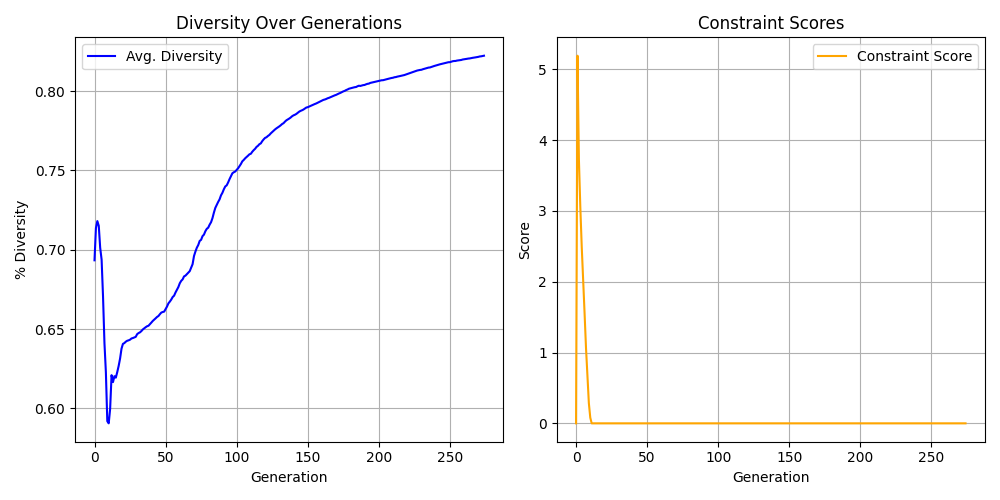 Diversity Over Generations
Avg. Diversity
% Diversity
0.80
0.75
0.70
0.65
0.60
0 50 100 150 200 250
Generation
Constraint Scores
Constraint Score
Score
5
4
3
2
1
0
0 50 100 150 200 250
Generation